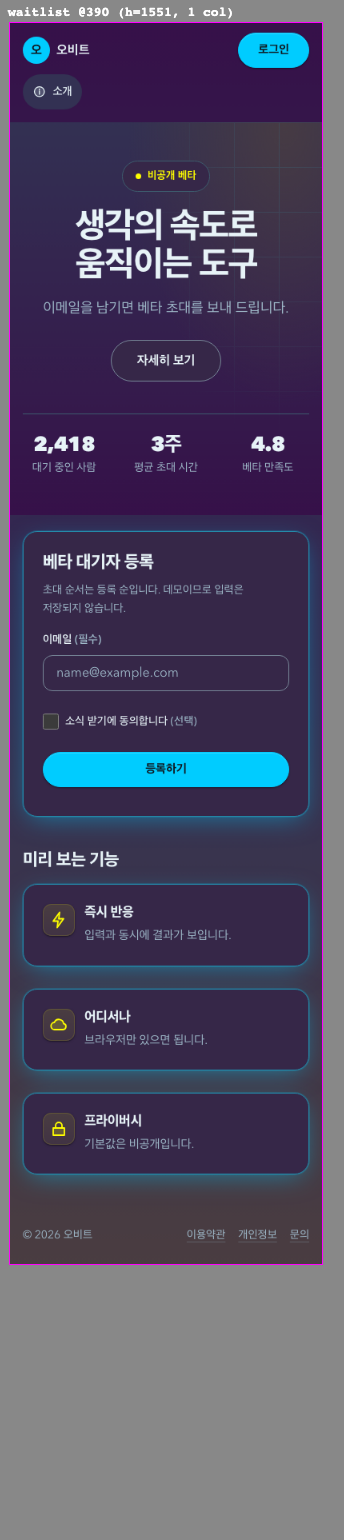 waitlist @390 (h=1551, 1 col)
오 오비트
로그인
소개
비공개 베타
생각의 속도로
움직이는 도구
이메일을 남기면 베타 초대를 보내 드립니다.
자세히 보기
2,418 3주 4.8
대기 중인 사람 평균 초대 시간 베타 만족도
베타 대기자 등록
초대 순서는 등록 순입니다. 데모이므로 입력은
저장되지 않습니다.
이메일 (필수)
name@example.com
소식 받기에 동의합니다 (선택)
등록하기
미리 보는 기능
즉시 반응
입력과 동시에 결과가 보입니다.
어디서나
브라우저만 있으면 됩니다.
프라이버시
기본값은 비공개입니다.
© 2026 오비트 이용약관 개인정보 문의